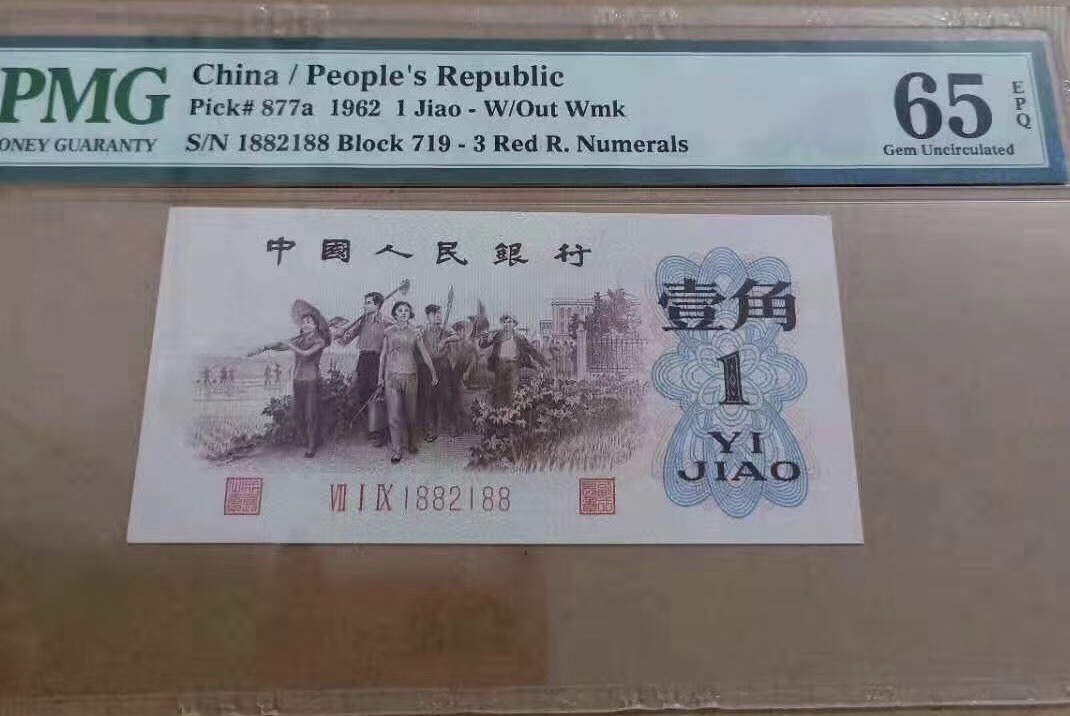 PMG
ONEY GUARANTY
China / People's Republic
Pick# 877a 1962 1 Jiao - W/Out Wmk
S/N 1882188 Block 719 - 3 Red R. Numerals
65
EPQ
Gem Uncirculated
中國人民銀行
壹角
1
YI
JIAO
VII I IX 1882188